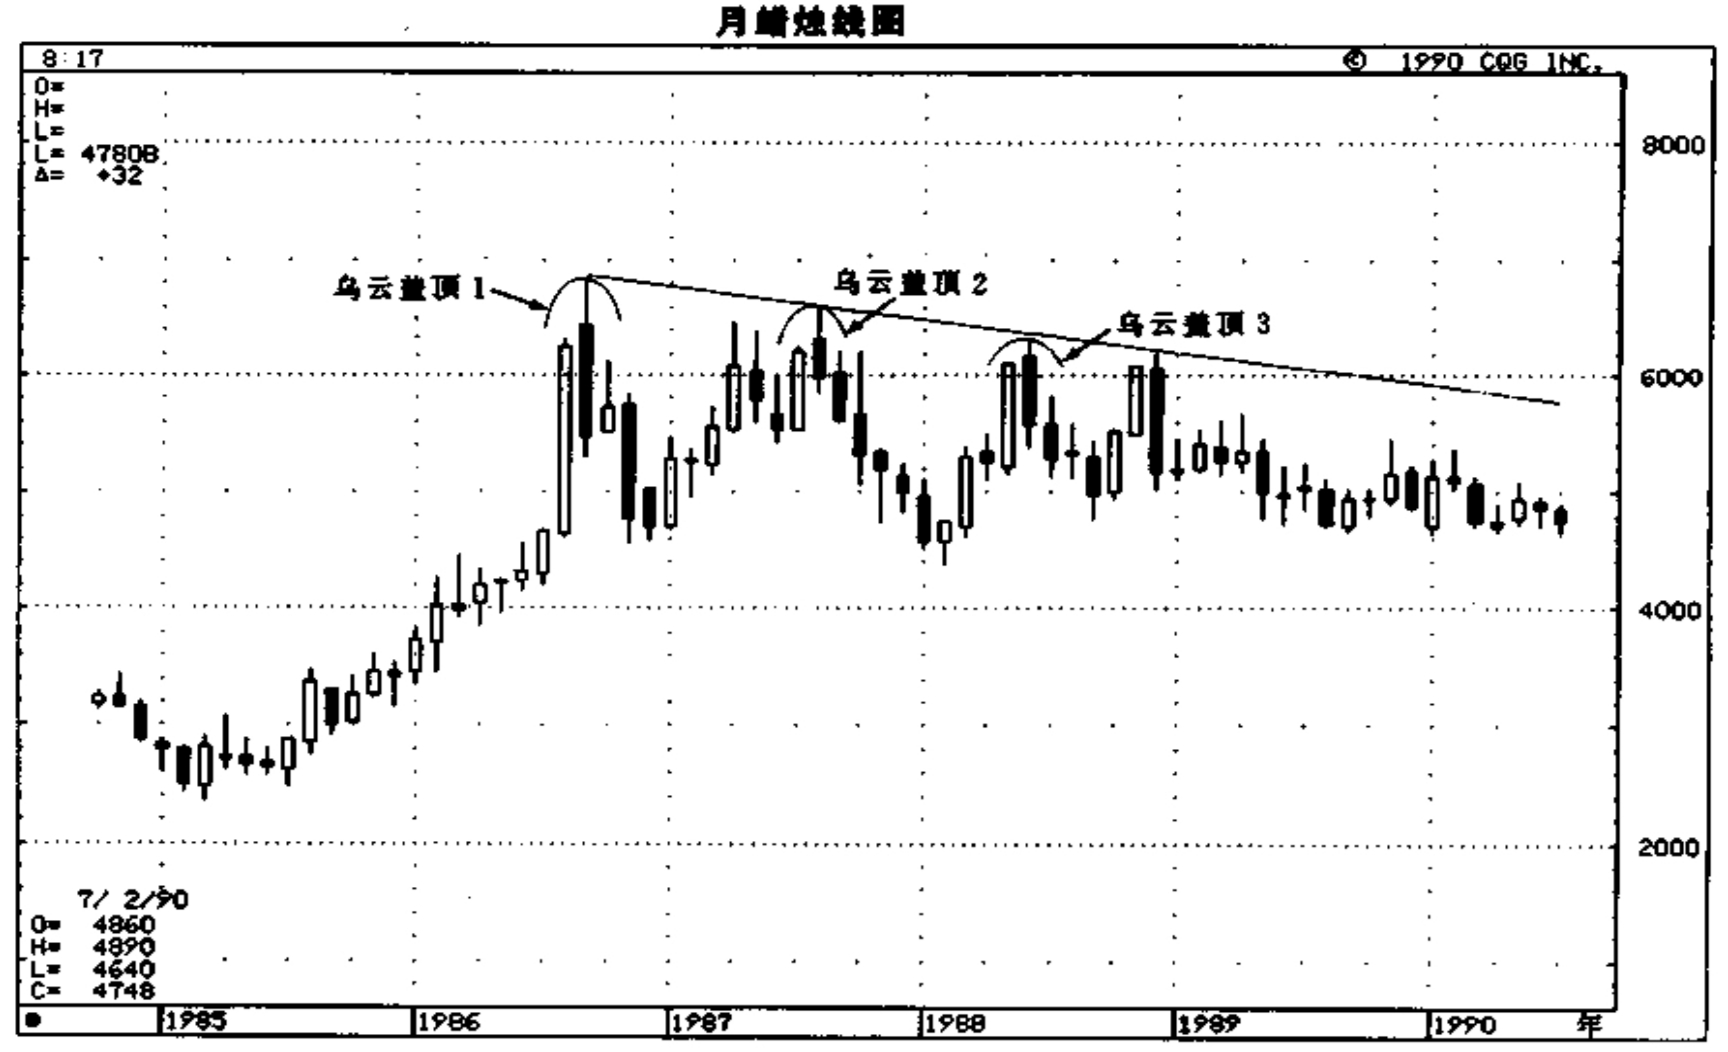 月蜡烛线图
8:17
© 1990 CQG INC.
O=
H=
L=
L= 4780B
Δ= +32
8000
乌云盖顶 1
乌云盖顶 2
乌云盖顶 3
6000
4000
2000
7/ 2/90
O= 4860
H= 4890
L= 4640
C= 4748
1985 1986 1987 1988 1989 1990 年